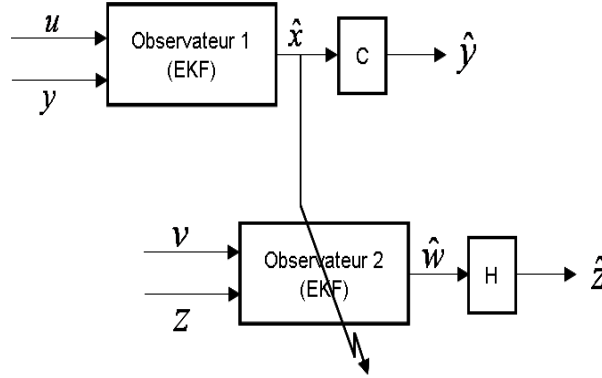 u
y
Observateur 1
(EKF)
x̂
C
ŷ
v
z
Observateur 2
(EKF)
ŵ
H
ẑ